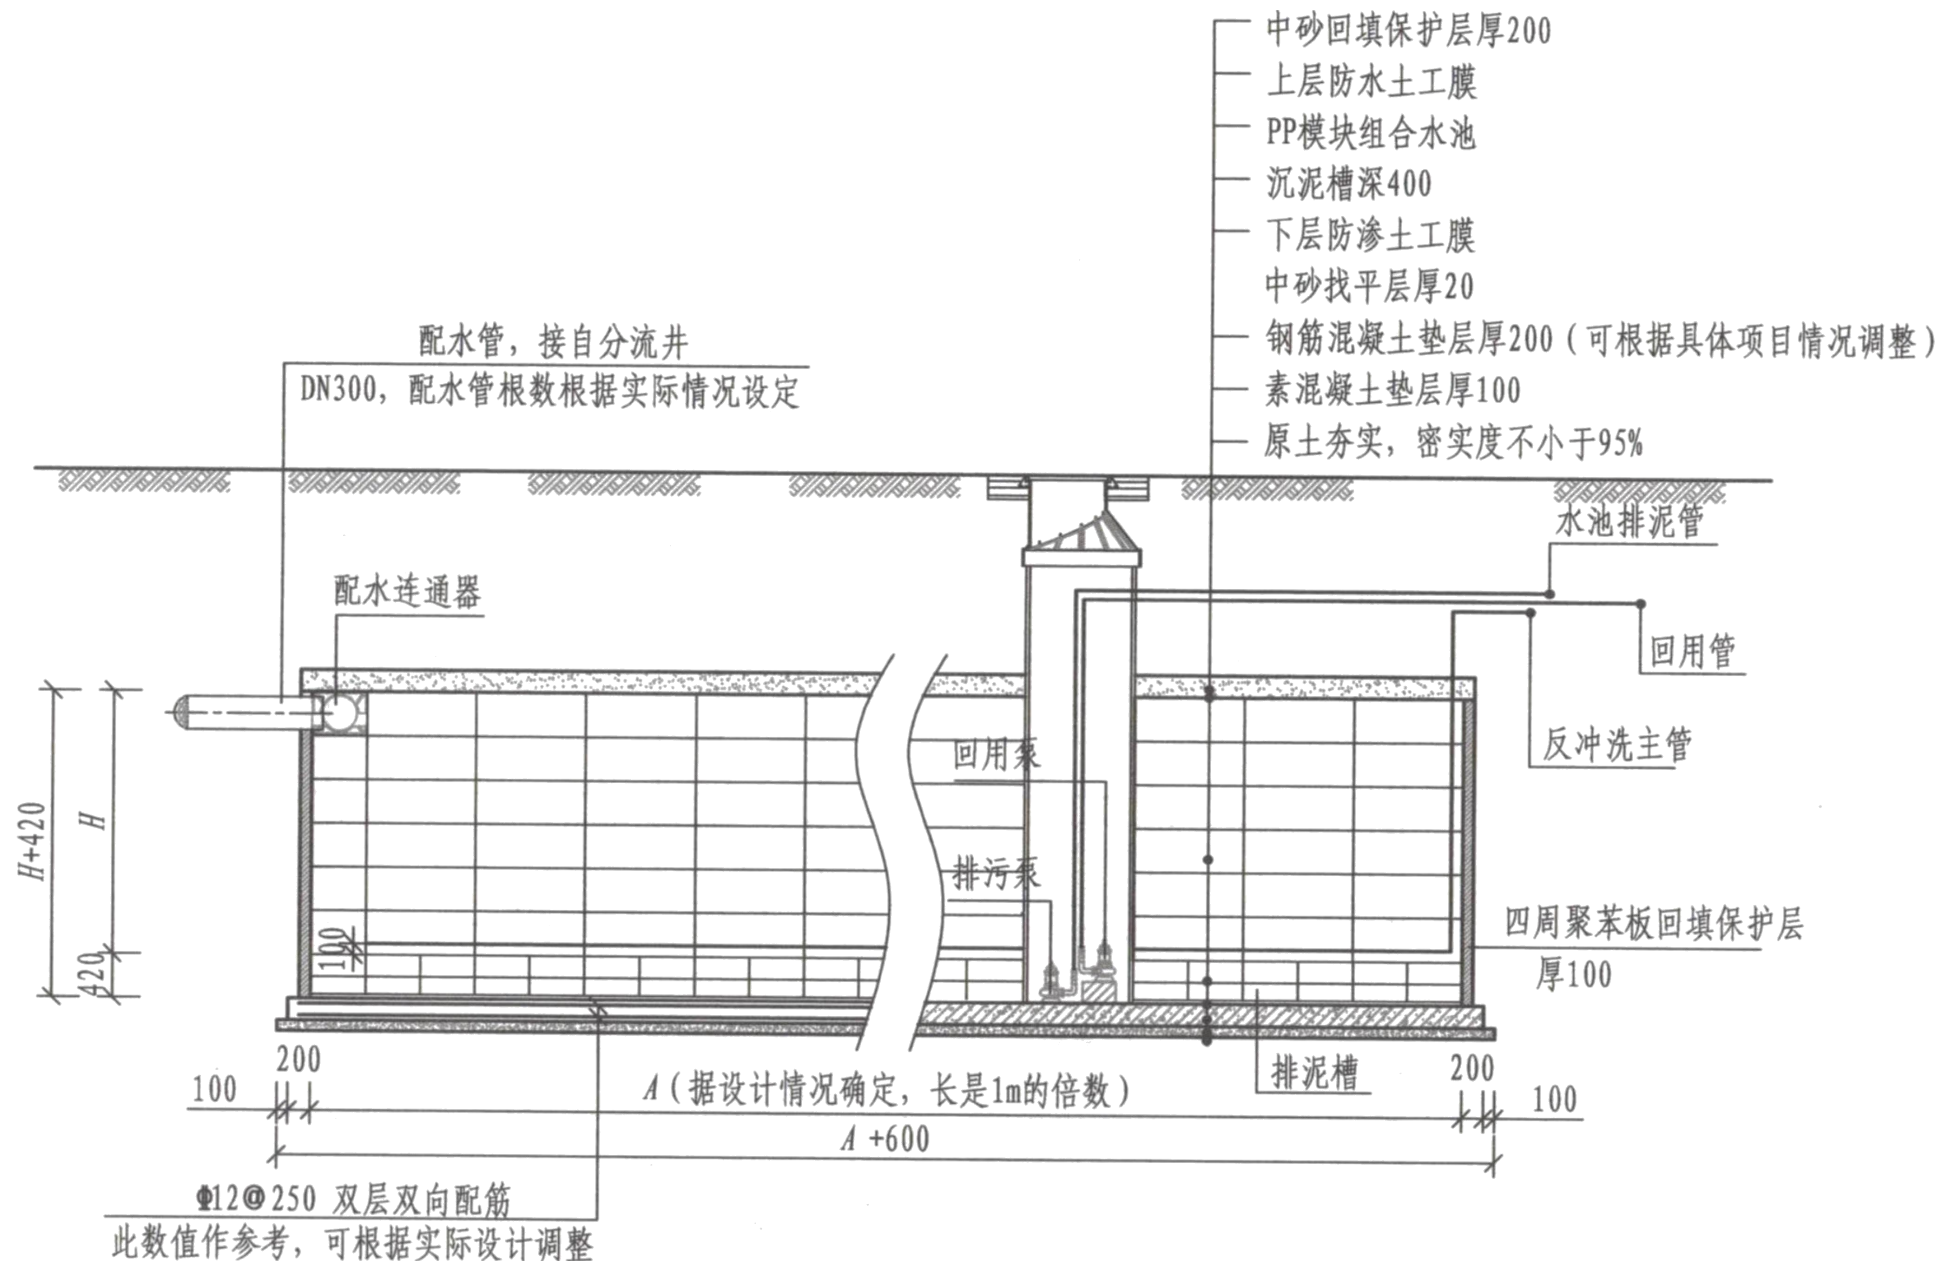 中砂回填保护层厚200
上层防水土工膜
PP模块组合水池
沉泥槽深400
下层防渗土工膜
中砂找平层厚20
钢筋混凝土垫层厚200（可根据具体项目情况调整）
素混凝土垫层厚100
原土夯实，密实度不小于95%
配水管，接自分流井
DN300，配水管根数根据实际情况设定
水池排泥管
配水连通器
回用管
反冲洗主管
回用泵
H+420
H
排污泵
四周聚苯板回填保护层
厚100
100
420
200
100
A（据设计情况确定，长是1m的倍数）
排泥槽
200
100
A +600
Φ12@250 双层双向配筋
此数值作参考，可根据实际设计调整